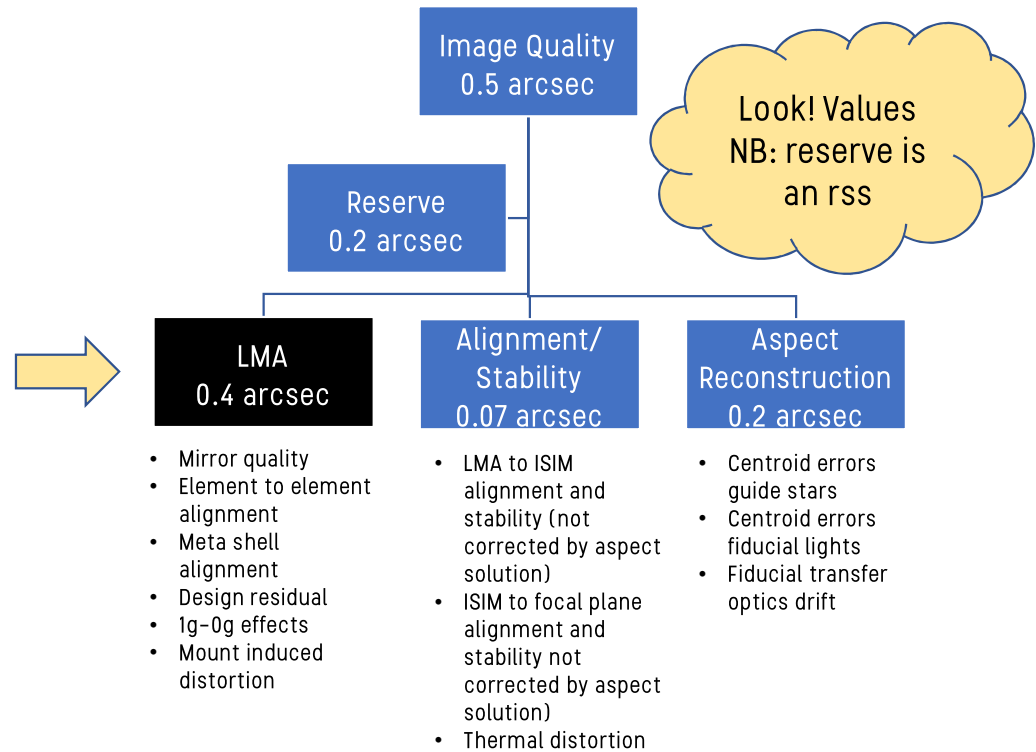 Image Quality
0.5 arcsec
Look! Values
NB: reserve is
an rss
Reserve
0.2 arcsec
LMA
0.4 arcsec
Alignment/
Stability
0.07 arcsec
Aspect
Reconstruction
0.2 arcsec
• Mirror quality
• Element to element
alignment
• Meta shell
alignment
• Design residual
• 1g-0g effects
• Mount induced
distortion
• LMA to ISIM
alignment and
stability (not
corrected by aspect
solution)
• ISIM to focal plane
alignment and
stability not
corrected by aspect
solution)
• Thermal distortion
• Centroid errors
guide stars
• Centroid errors
fiducial lights
• Fiducial transfer
optics drift